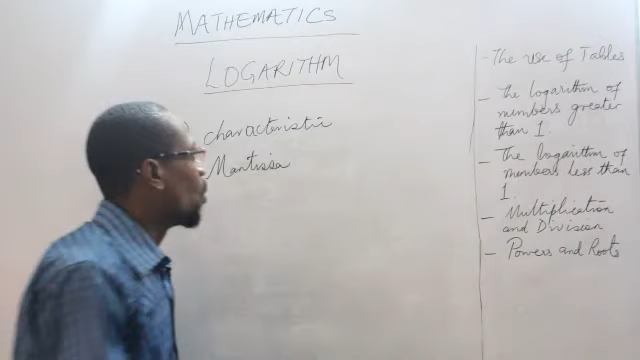 MATHEMATICS
LOGARITHM
characteristic
Mantissa
- The use of Tables
- The logarithm of
numbers greater
than 1.
- The logarithm of
numbers less than
1.
- Multiplication
and Division
- Powers and Roots